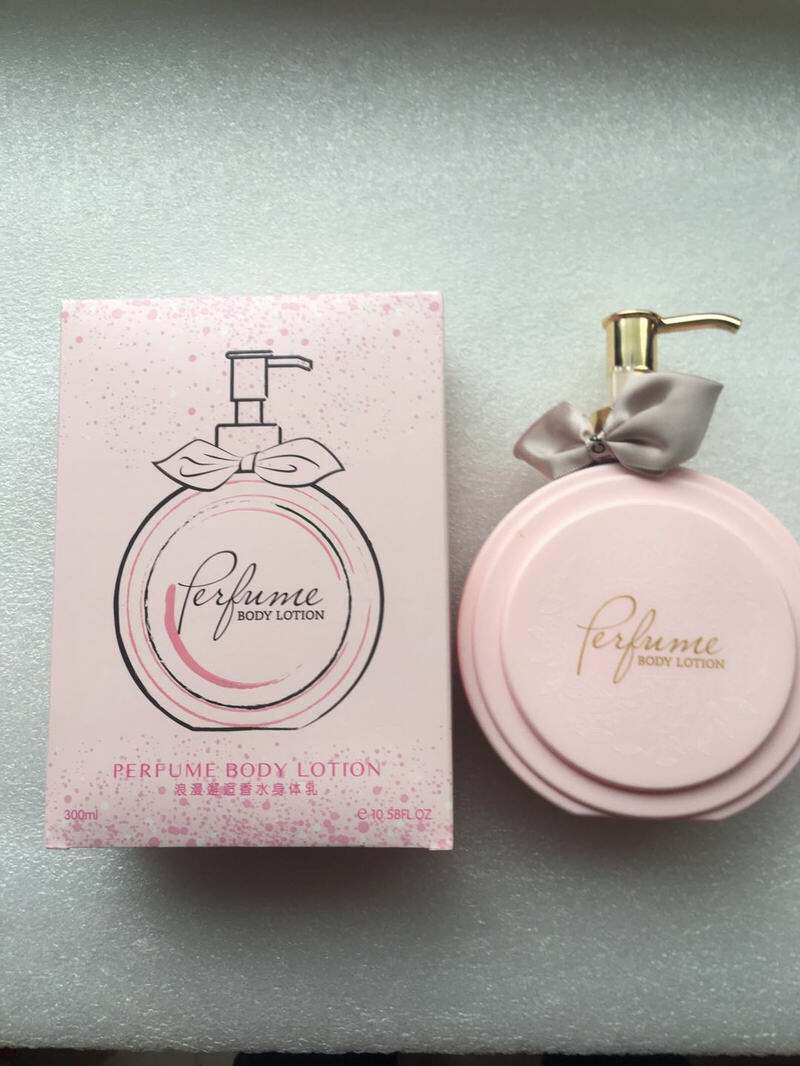 Perfume
BODY LOTION
PERFUME BODY LOTION
浪漫邂逅香水身体乳
300ml
e 10.58FL.OZ
Perfume
BODY LOTION